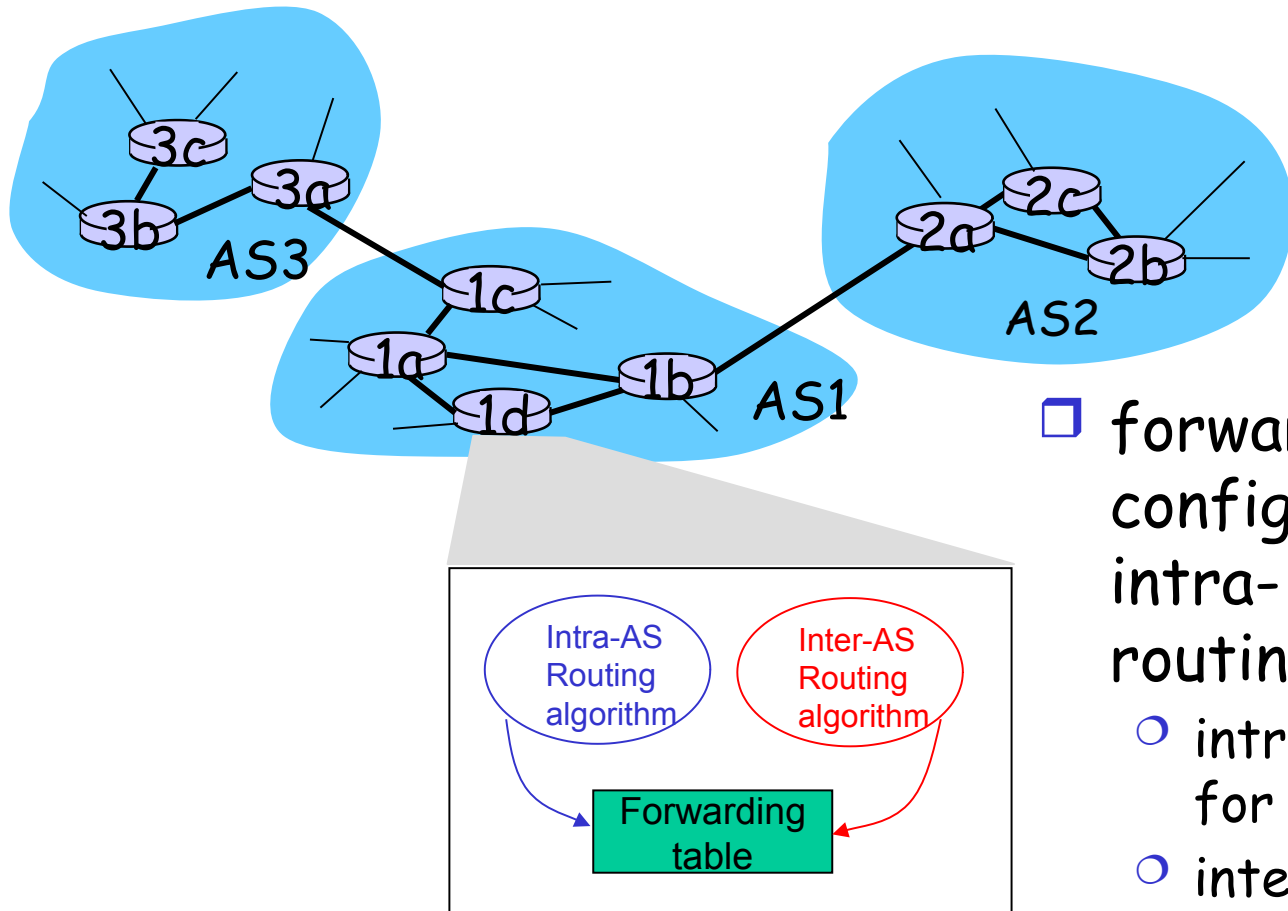 3c
3a
3b
AS3
2c
2a
2b
AS2
1c
1a
1b
1d
AS1
Intra-AS
Routing
algorithm
Inter-AS
Routing
algorithm
Forwarding
table
intra-
for